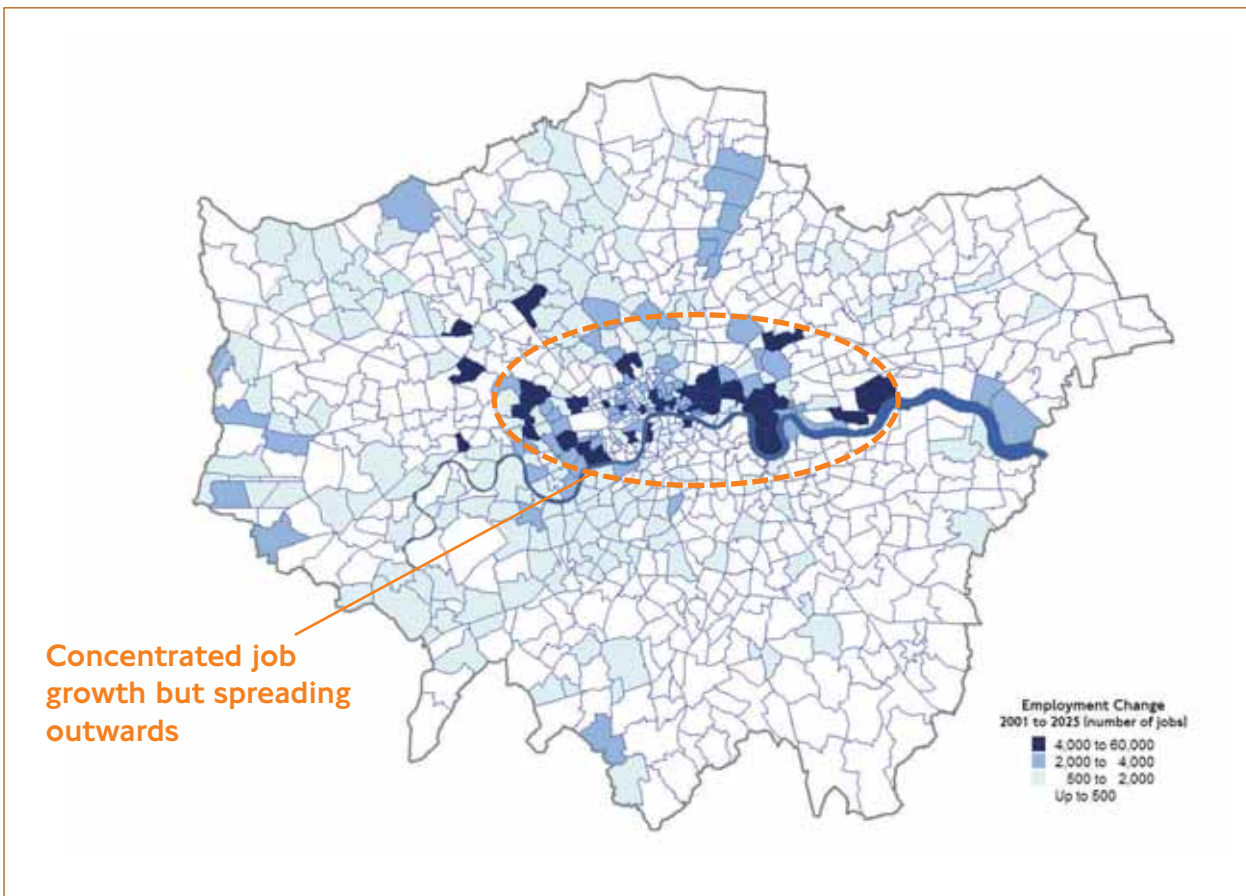 Concentrated job
growth but spreading
outwards
Employment Change
2001 to 2025 (number of jobs)
4,000 to 60,000
2,000 to 4,000
500 to 2,000
Up to 500